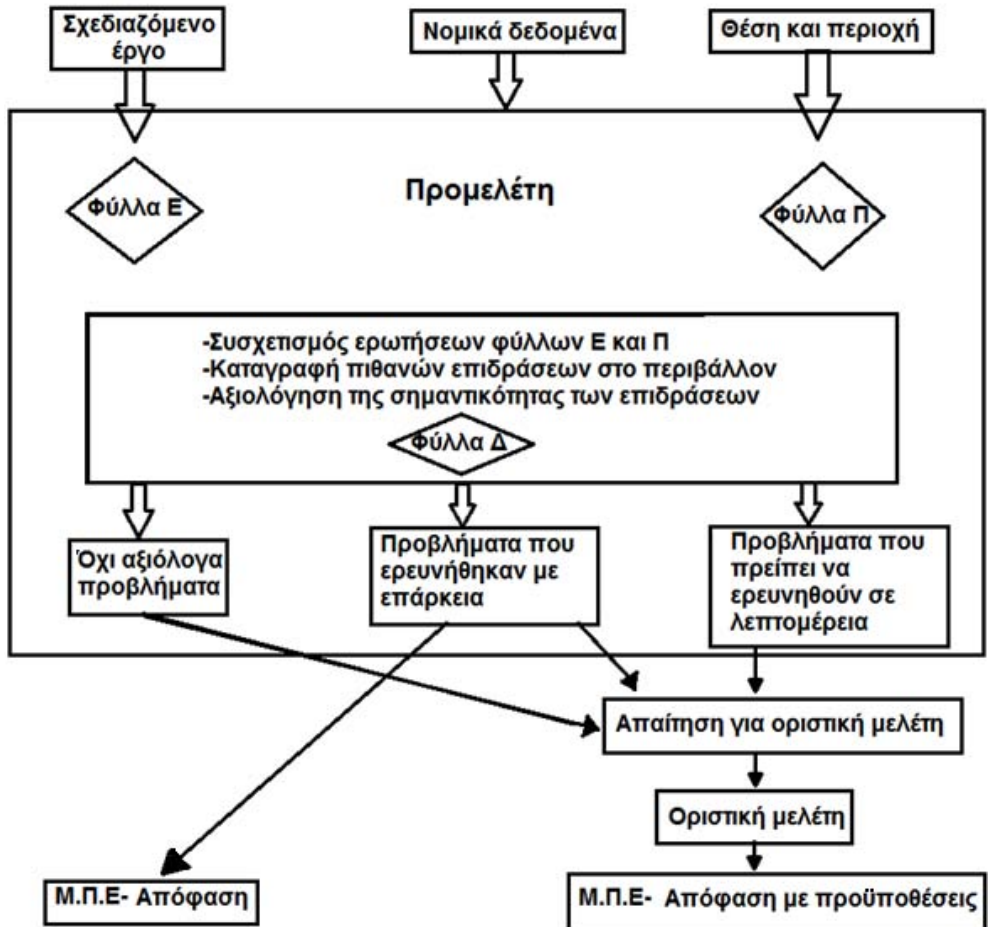 Σχεδιαζόμενο
έργο
Νομικά δεδομένα
Θέση και περιοχή
Προμελέτη
Φύλλα Ε
Φύλλα Π
-Συσχετισμός ερωτήσεων φύλλων Ε και Π
-Καταγραφή πιθανών επιδράσεων στο περιβάλλον
-Αξιολόγηση της σημαντικότητας των επιδράσεων
Φύλλα Δ
Όχι αξιόλογα
προβλήματα
Προβλήματα που
ερευνήθηκαν με
επάρκεια
Προβλήματα που
πρείπει να
ερευνηθούν σε
λεπτομέρεια
Απαίτηση για οριστική μελέτη
Οριστική μελέτη
Μ.Π.Ε- Απόφαση
Μ.Π.Ε- Απόφαση με προϋποθέσεις